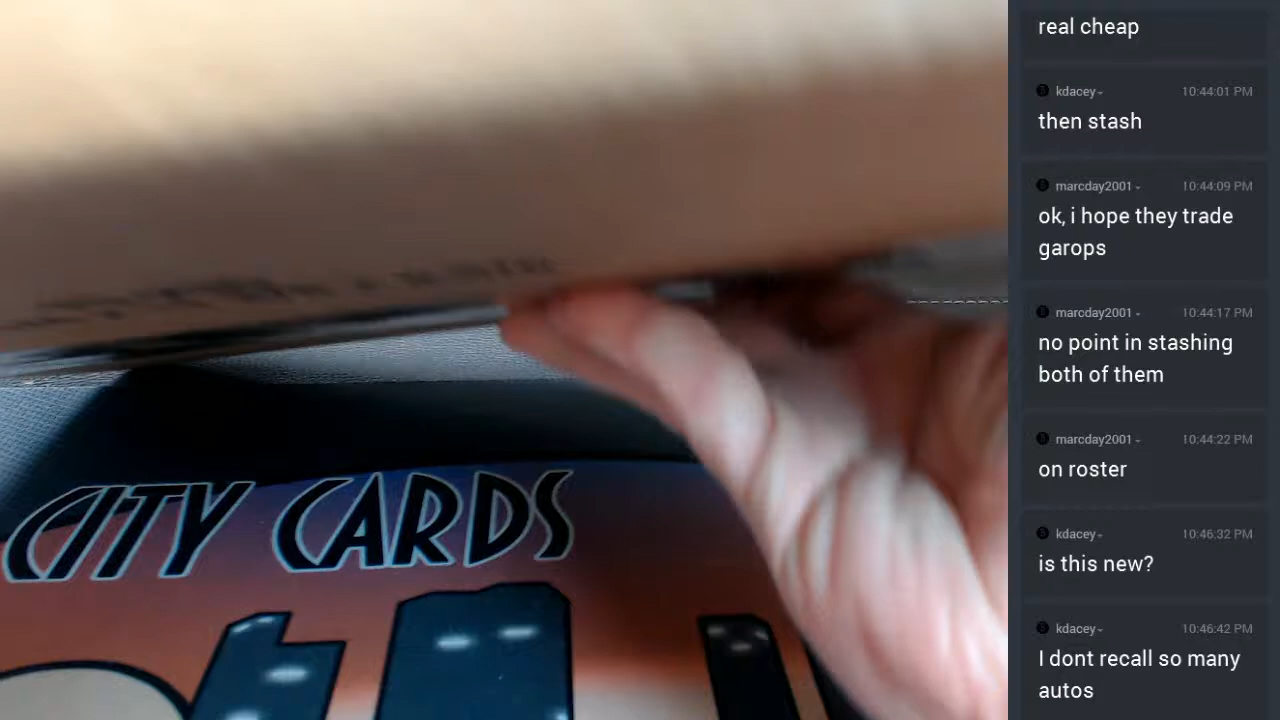 CITY CARDS
real cheap
kdacey
10:44:01 PM
then stash
marcday2001
10:44:09 PM
ok, i hope they trade
garops
marcday2001
10:44:17 PM
no point in stashing
both of them
marcday2001
10:44:22 PM
on roster
kdacey
10:46:32 PM
is this new?
kdacey
10:46:42 PM
I dont recall so many
autos